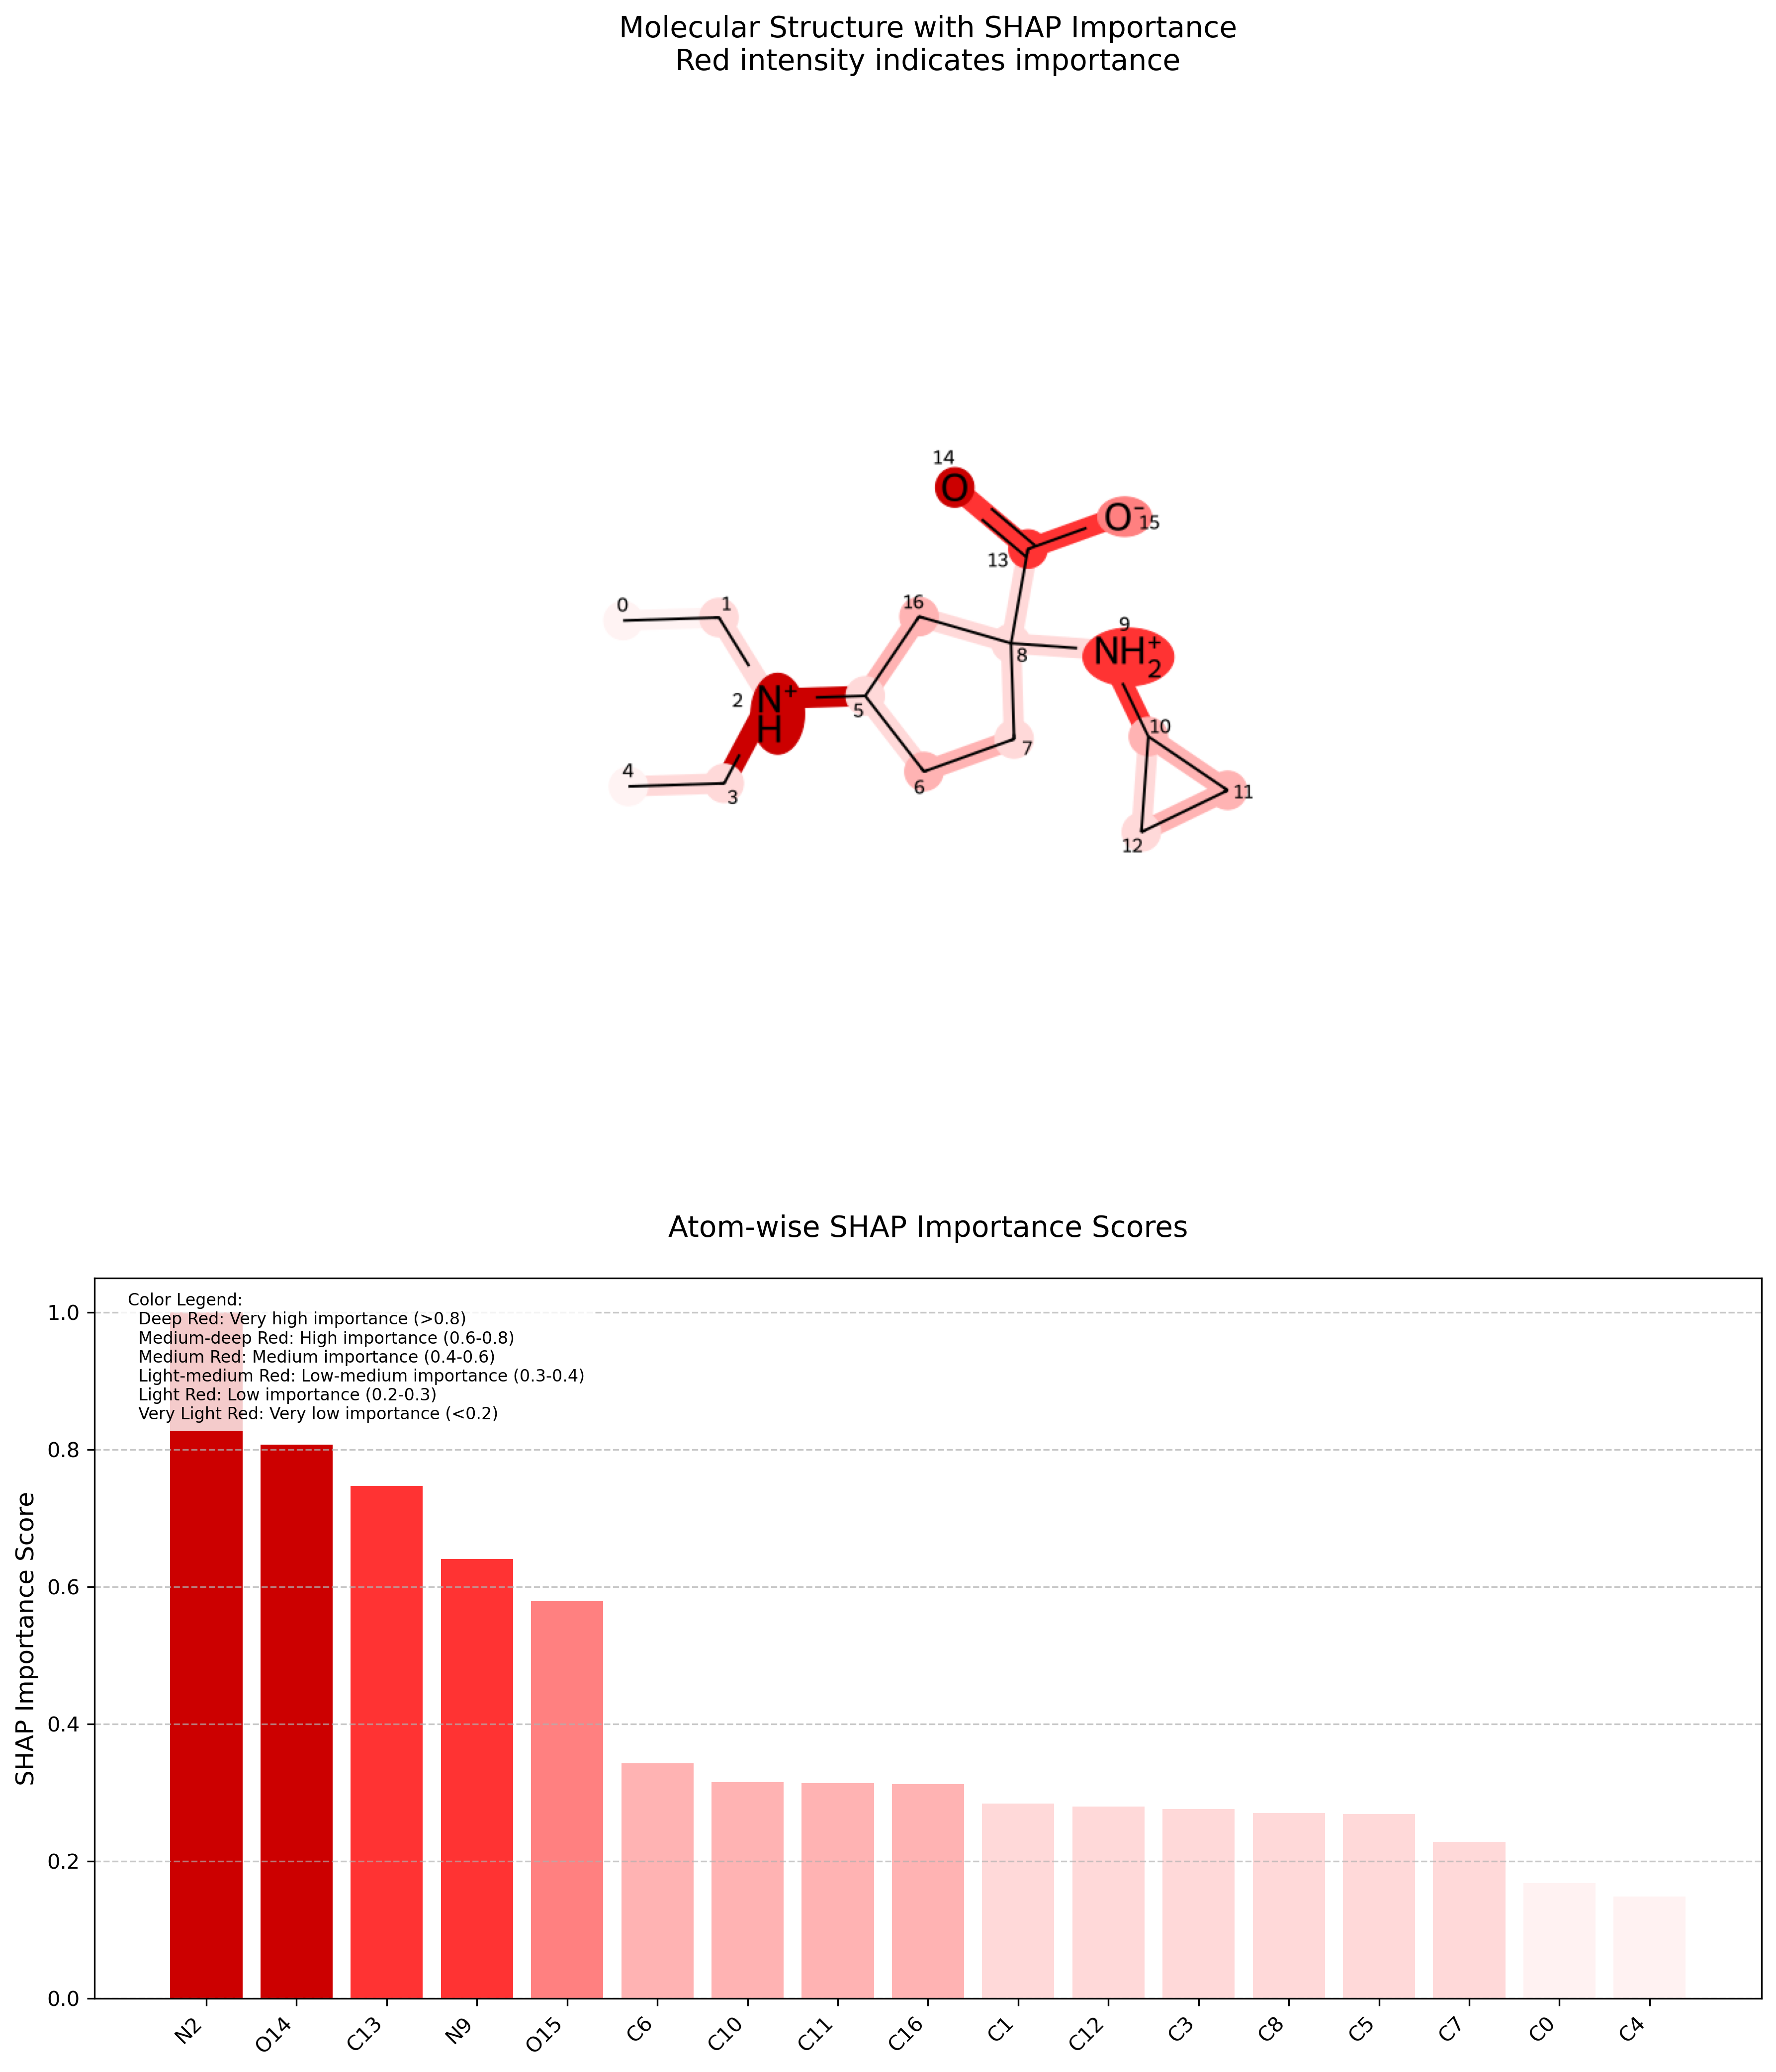 Molecular Structure with SHAP Importance
Red intensity indicates importance
14
O
O-
15
13
0
1
16
9
NH2+
8
2
N+
H
5
10
4
3
6
7
11
12
Atom-wise SHAP Importance Scores
Color Legend:
Deep Red: Very high importance (>0.8)
Medium-deep Red: High importance (0.6-0.8)
Medium Red: Medium importance (0.4-0.6)
Light-medium Red: Low-medium importance (0.3-0.4)
Light Red: Low importance (0.2-0.3)
Very Light Red: Very low importance (<0.2)
SHAP Importance Score
1.0
0.8
0.6
0.4
0.2
0.0
N2
O14
C13
N9
O15
C6
C10
C11
C16
C1
C12
C3
C8
C5
C7
C0
C4